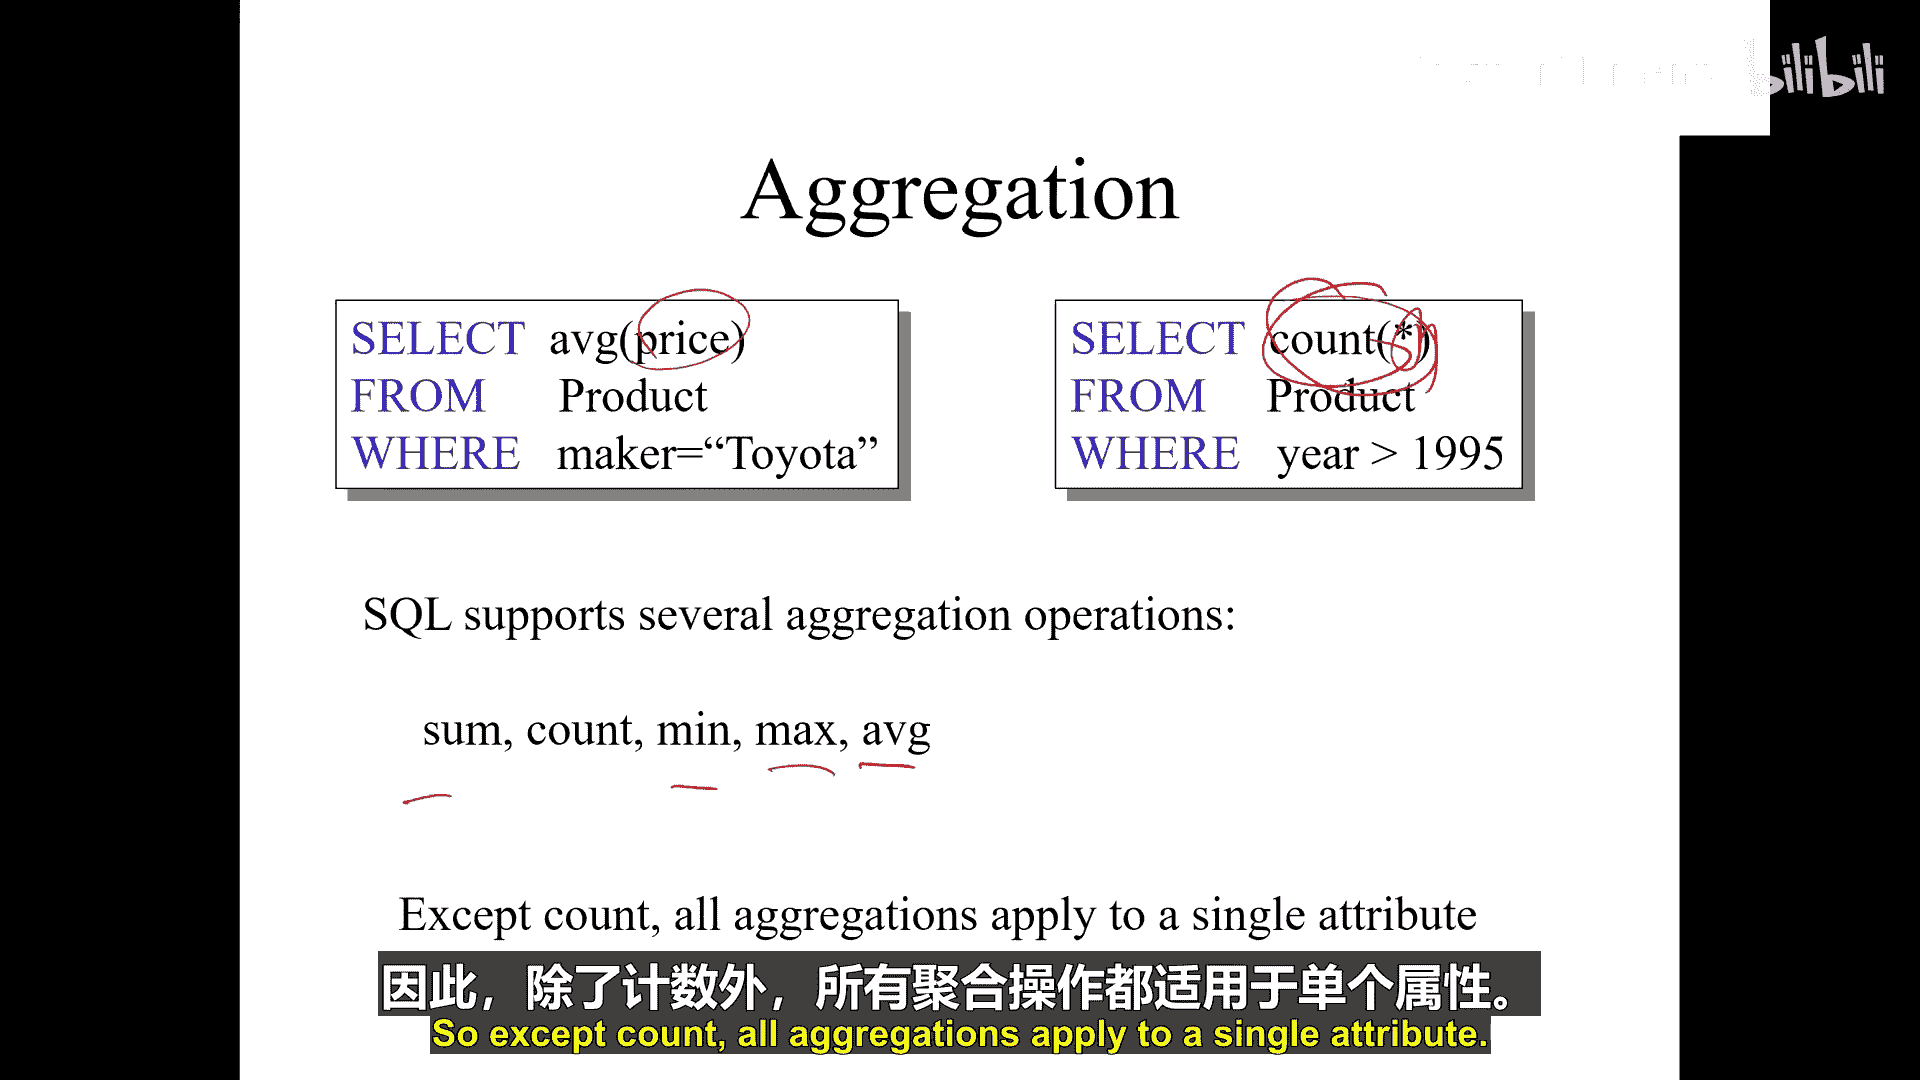 bilibili
Aggregation
SELECT avg(price)
FROM Product
WHERE maker=“Toyota”
SELECT count(*)
FROM Product
WHERE year > 1995
SQL supports several aggregation operations:
sum, count, min, max, avg
Except count, all aggregations apply to a single attribute
因此，除了计数外，所有聚合操作都适用于单个属性。
So except count, all aggregations apply to a single attribute.